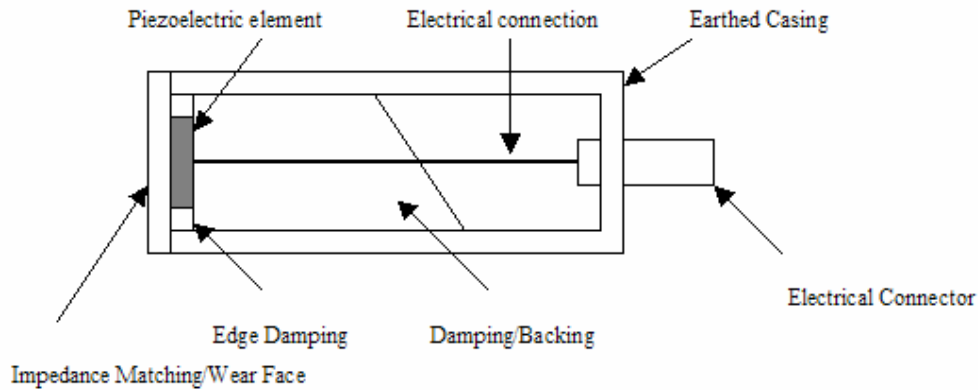 Piezoelectric element
Electrical connection
Earthed Casing
Electrical Connector
Edge Damping
Damping/Backing
Impedance Matching/Wear Face